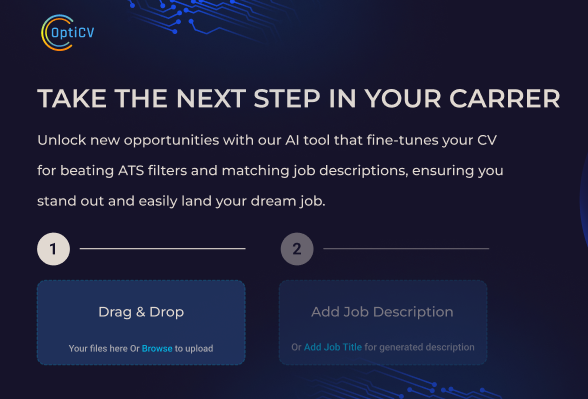 OptiCV
TAKE THE NEXT STEP IN YOUR CARRER
Unlock new opportunities with our AI tool that fine-tunes your CV
for beating ATS filters and matching job descriptions, ensuring you
stand out and easily land your dream job.
1
2
Drag & Drop
Your files here Or Browse to upload
Add Job Description
Or Add Job Title for generated description